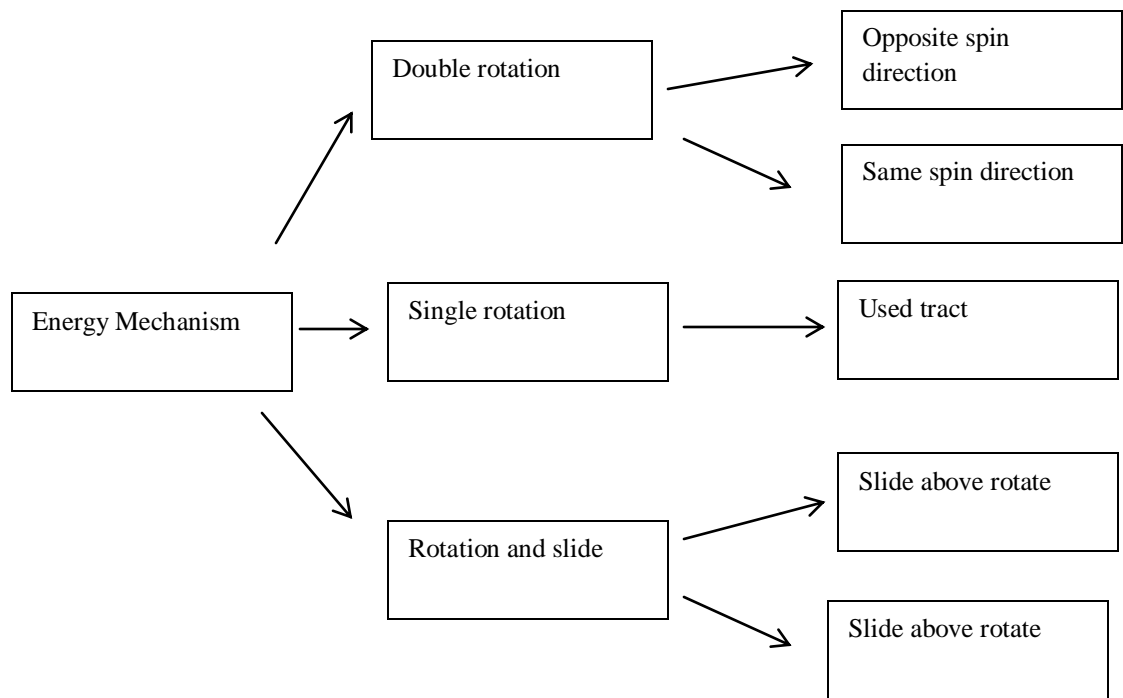 Opposite spin
direction
Double rotation
Same spin direction
Used tract
Single rotation
Energy Mechanism
Slide above rotate
Rotation and slide
Slide above rotate